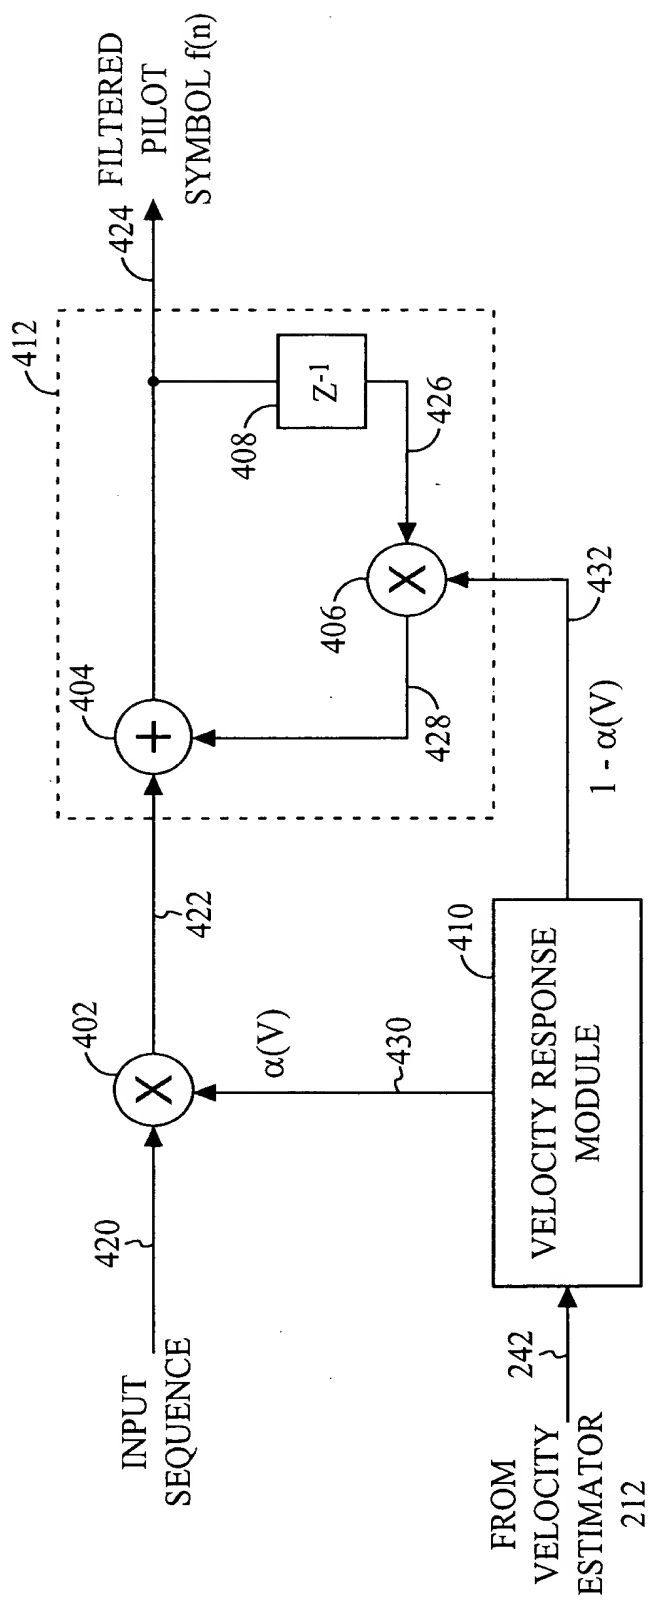 FILTERED
PILOT
SYMBOL f(n)
424
412
408
Z-1
426
406
X
432
404
+
428
1 - α(V)
422
402
X
α(V)
430
410
VELOCITY RESPONSE
MODULE
420
INPUT
SEQUENCE
242
FROM
VELOCITY
ESTIMATOR
212